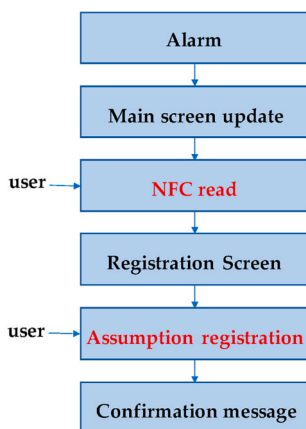 Alarm
Main screen update
user
NFC read
Registration Screen
user
Assumption registration
Confirmation message